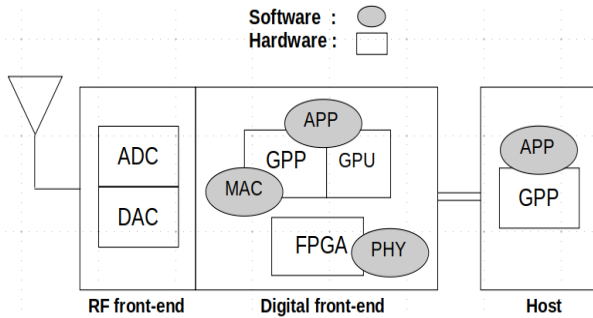 Software :
Hardware :
ADC
DAC
APP
GPP
GPU
MAC
FPGA
PHY
APP
GPP
RF front-end
Digital front-end
Host